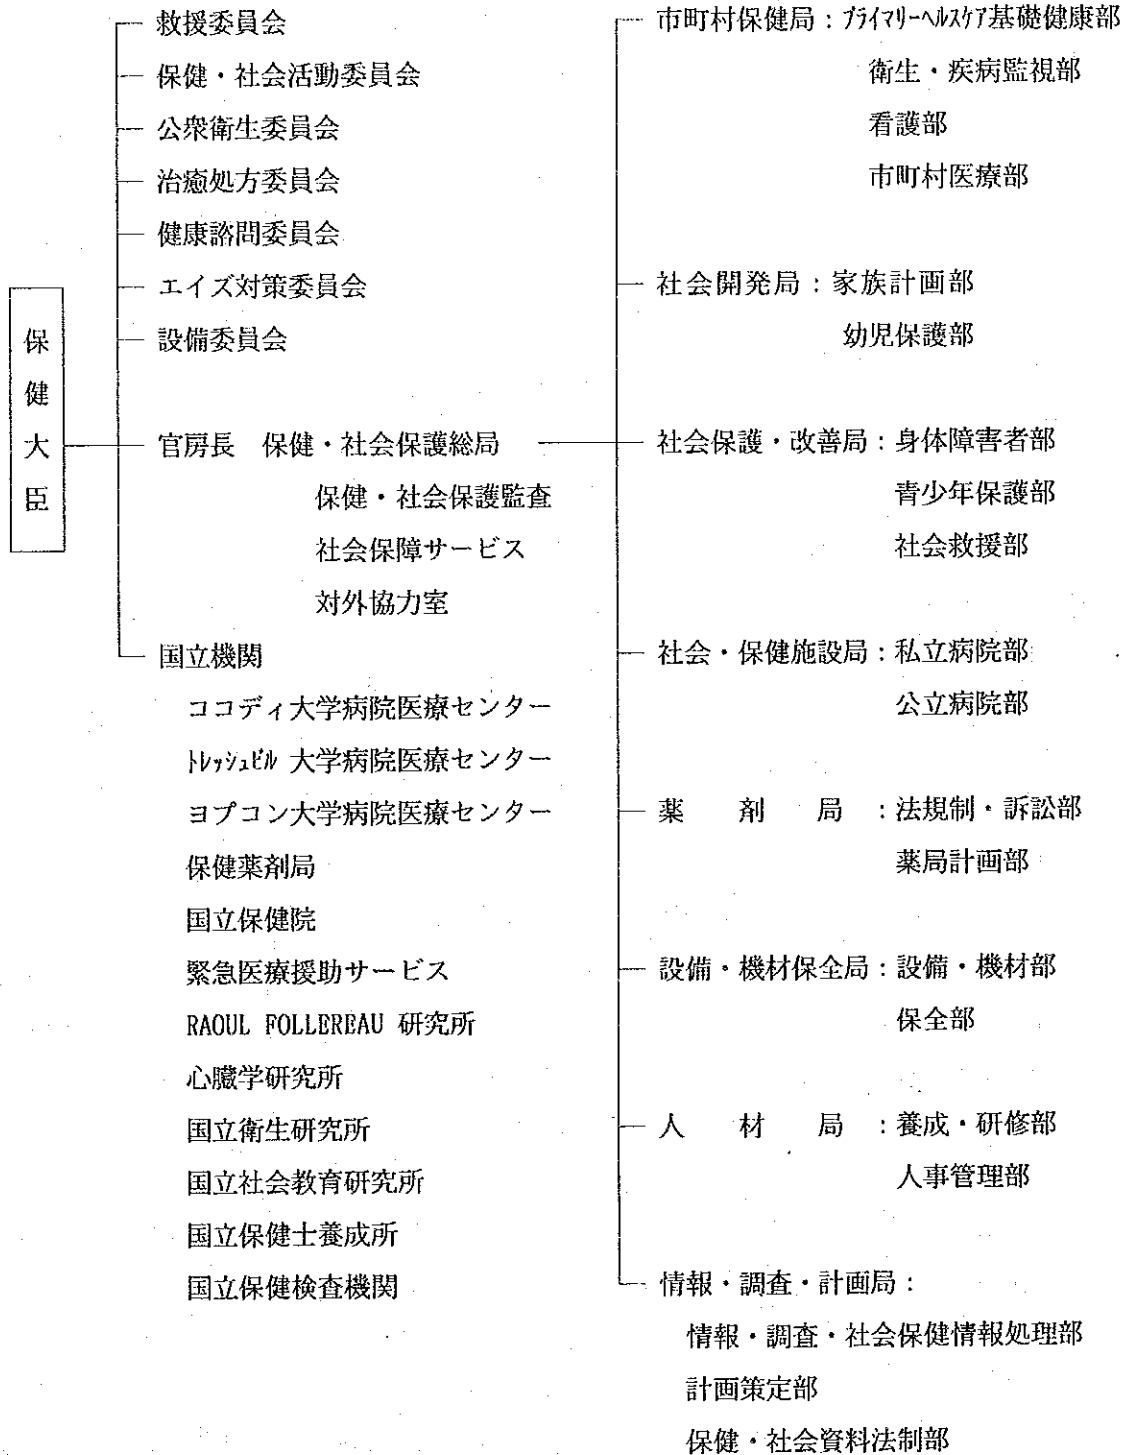 保健大臣
救援委員会
保健・社会活動委員会
公衆衛生委員会
治癒処方委員会
健康諮問委員会
エイズ対策委員会
設備委員会
官房長 保健・社会保護総局
保健・社会保護監査
社会保障サービス
対外協力室
国立機関
ココディ大学病院医療センター
トレッシュビル 大学病院医療センター
ヨプコン大学病院医療センター
保健薬剤局
国立保健院
緊急医療援助サービス
RAOUL FOLLEREAU 研究所
心臓学研究所
国立衛生研究所
国立社会教育研究所
国立保健士養成所
国立保健検査機関
市町村保健局:プライマリーヘルスケア基礎健康部
衛生・疾病監視部
看護部
市町村医療部
社会開発局:家族計画部
幼児保護部
社会保護・改善局:身体障害者部
青少年保護部
社会救援部
社会・保健施設局:私立病院部
公立病院部
薬剤局:法規制・訴訟部
薬局計画部
設備・機材保全局:設備・機材部
保全部
人材局:養成・研修部
人事管理部
情報・調査・計画局:
情報・調査・社会保健情報処理部
計画策定部
保健・社会資料法制部